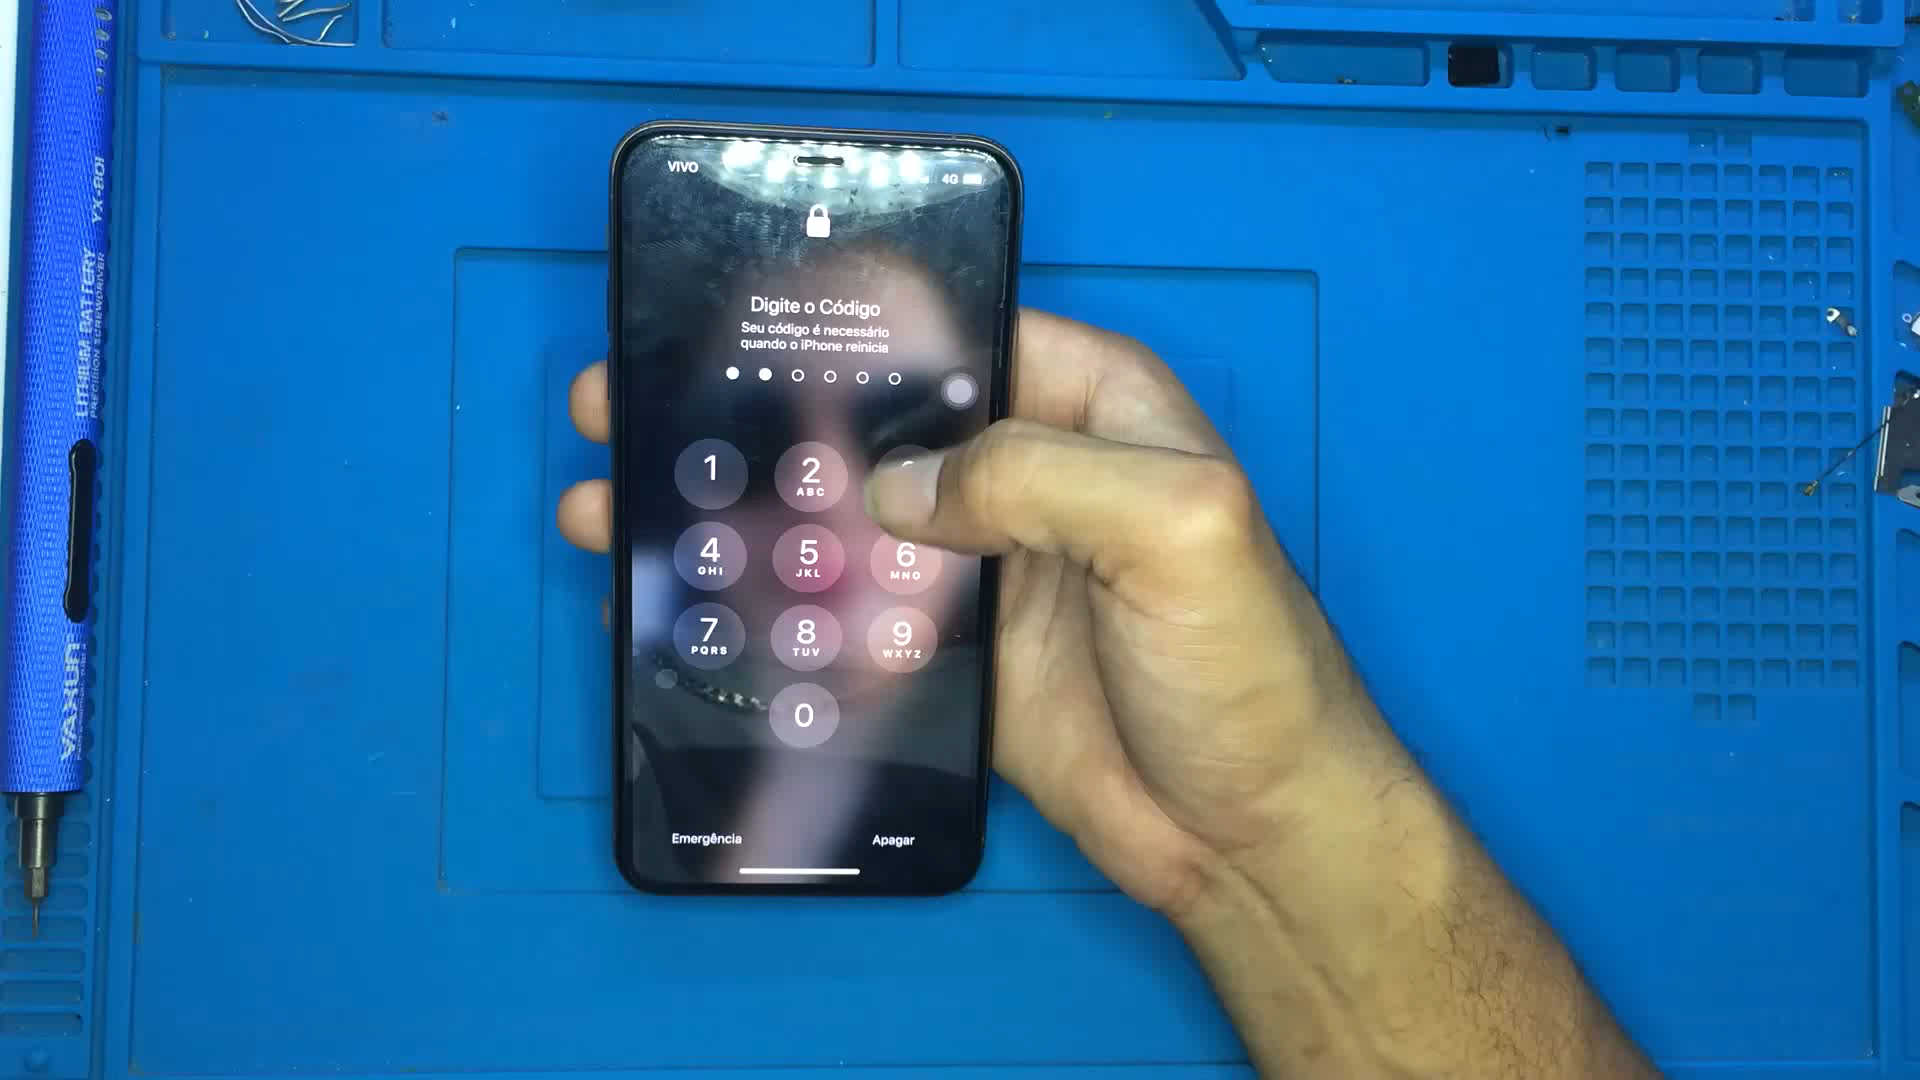 VIVO
4G
Digite o Código
Seu código é necessário
quando o iPhone reinicia
1
2
ABC
4
GHI
5
JKL
6
MNO
7
PQRS
8
TUV
9
WXYZ
0
Emergência
Apagar
LITHIUM BATTERY
PRECISION SCREWDRIVER
YX-801
YAXUN